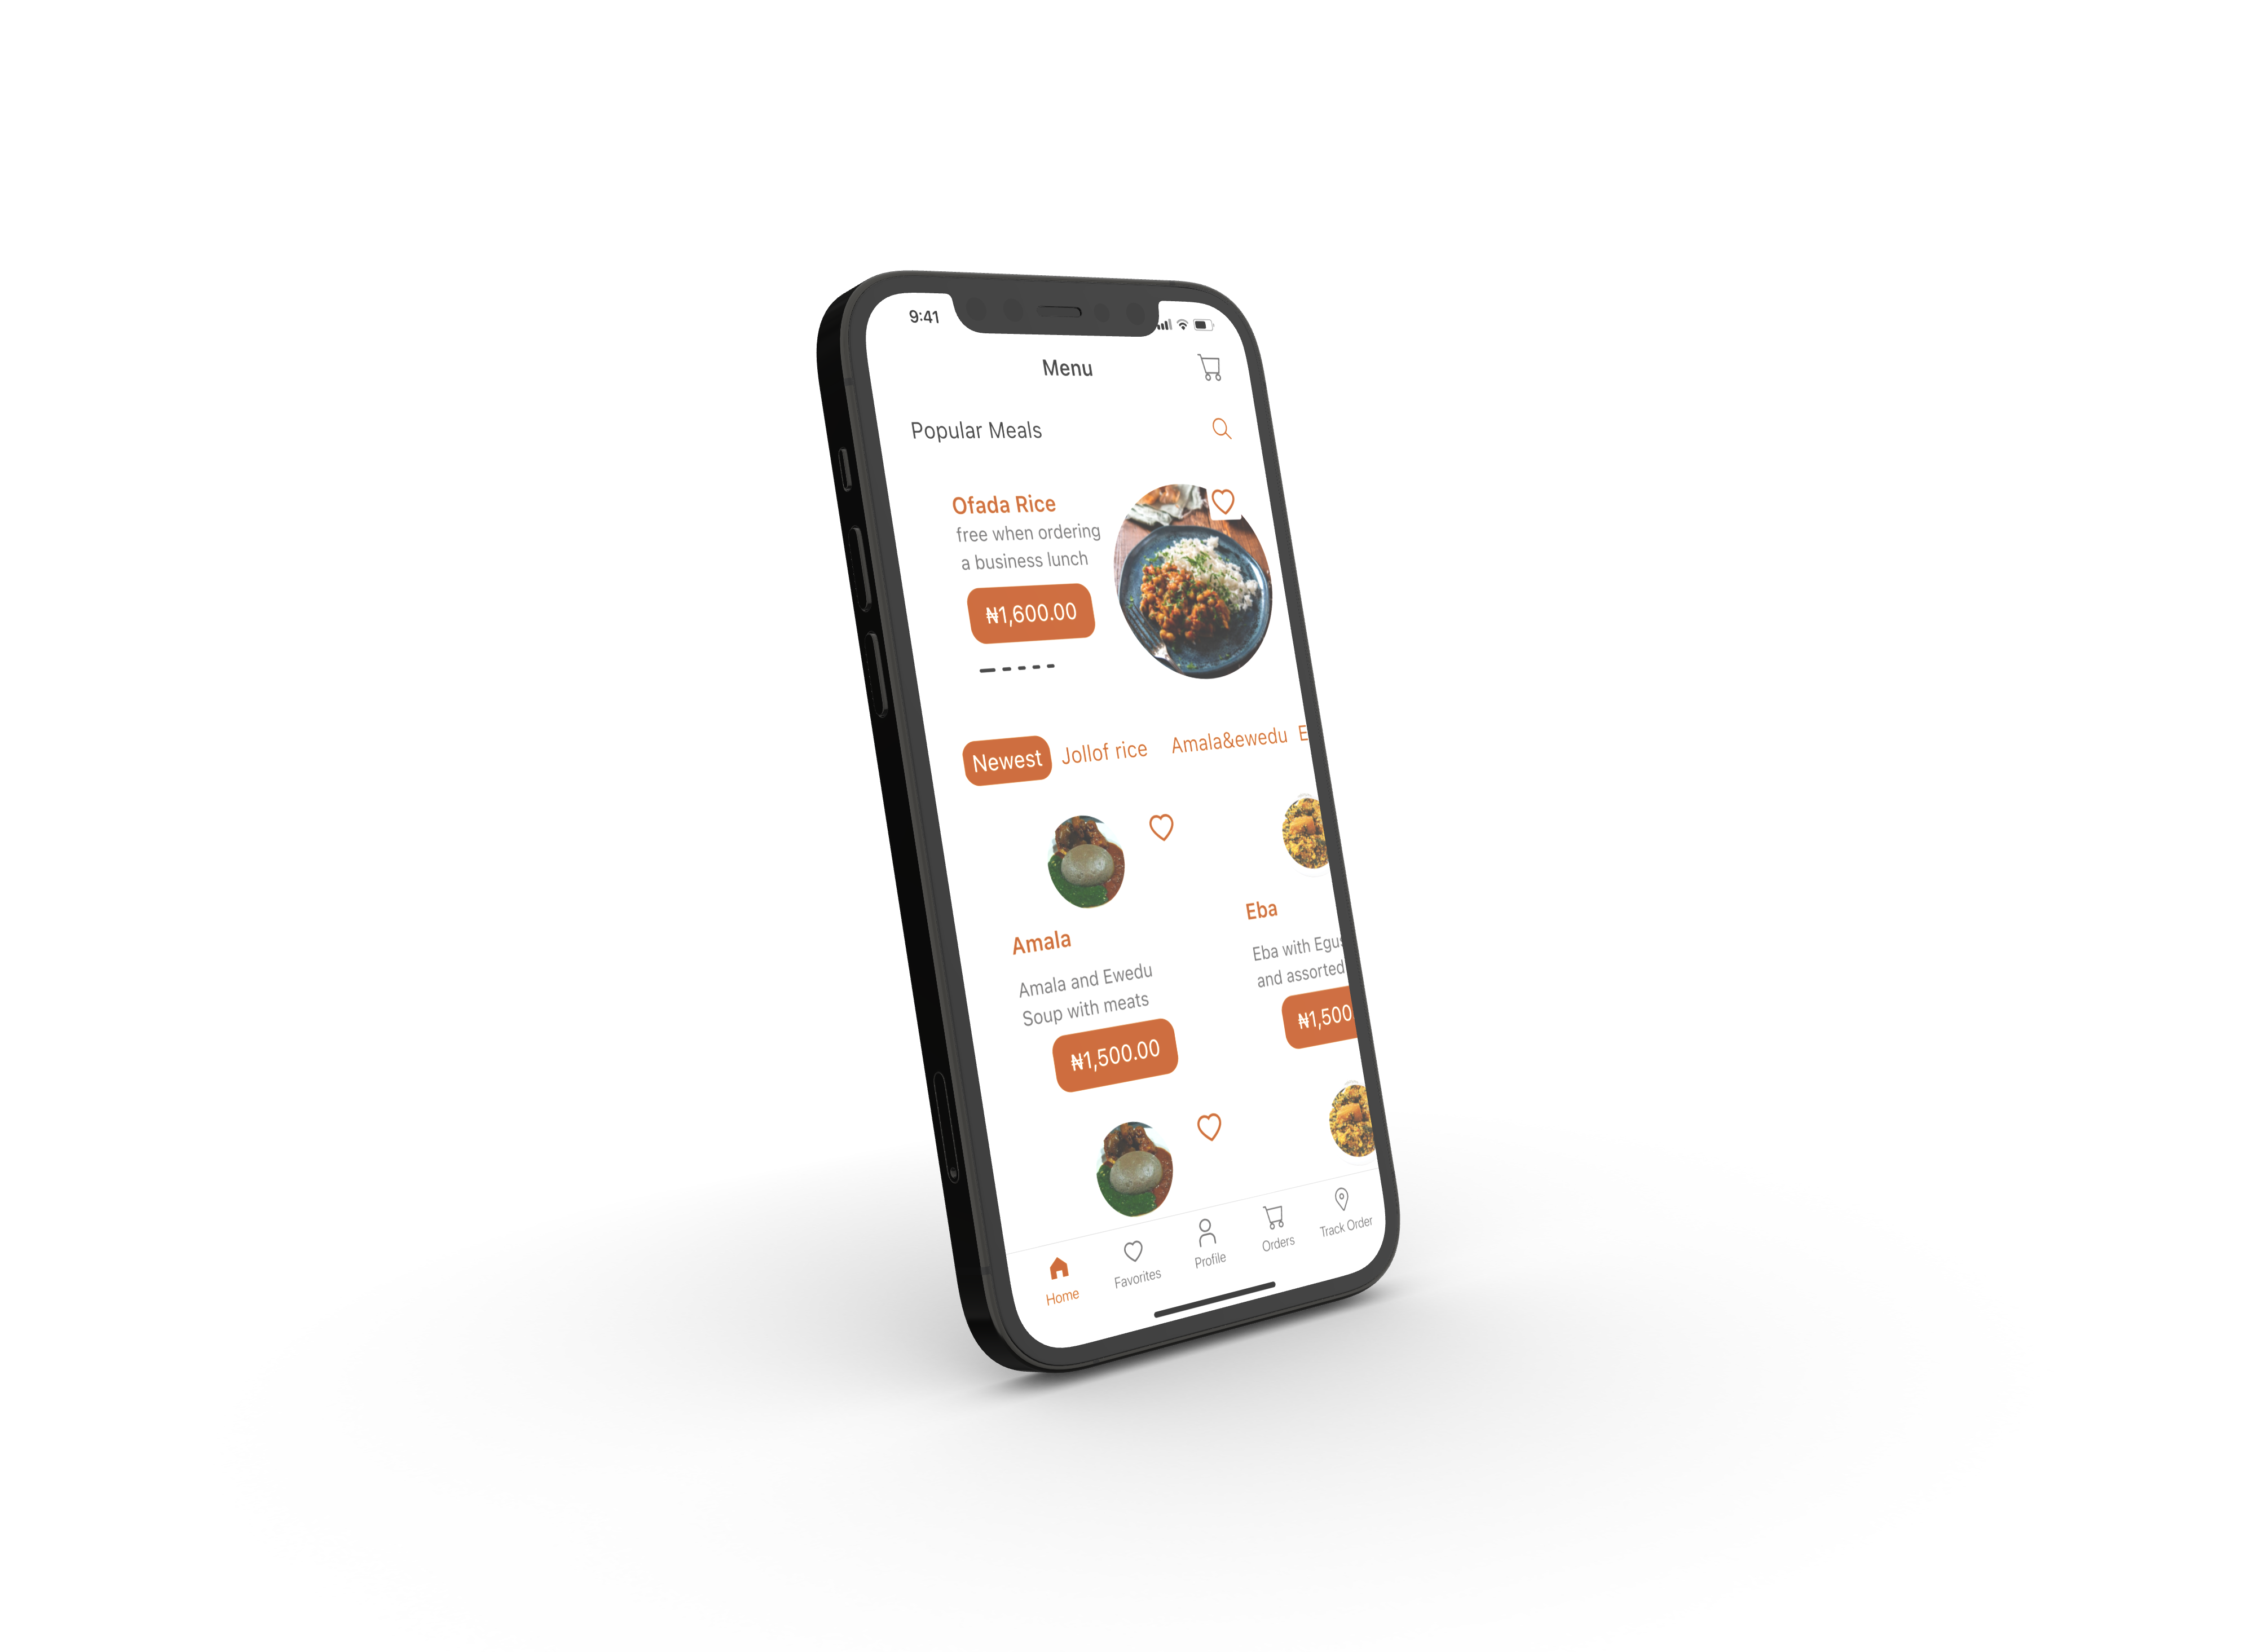 9:41
Menu
Popular Meals
Ofada Rice
free when ordering
a business lunch
₦1,600.00
Newest Jollof rice Amala&ewedu E
Amala
Amala and Ewedu
Soup with meats
₦1,500.00
Eba
Eba with Egus
and assorted
₦1,500
Home Favorites Profile Orders Track Order